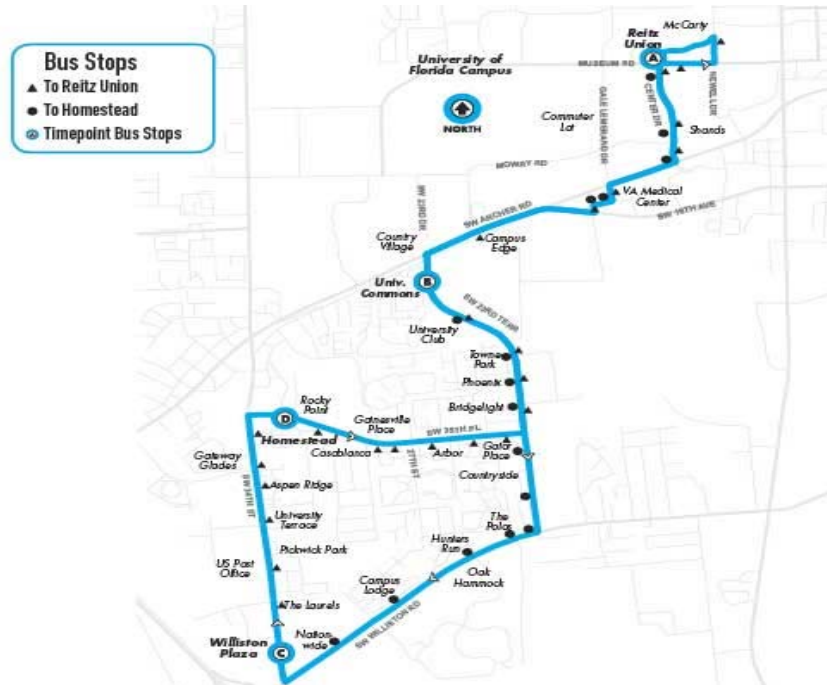 Bus Stops
To Reitz Union
To Homestead
Timepoint Bus Stops
University of
Florida Campus
NORTH
McCarty
Reitz
Union
A
MUSEUM RD
NEWELL DR
CENTER DR
GALE LEMERAND DR
Commuter
Lot
Shands
MOWRY RD
VA Medical
Center
SW 16TH AVE
SW ARCHER RD
SW 23RD DR
Country
Village
Campus
Edge
B
Univ.
Commons
SW 23RD TERR
University
Club
Towne
Park
Phoenix
Bridgelight
Rocky
Point
D
Homestead
Gainesville
Place
SW 35TH PL
Casablanca
27TH ST
Arbor
Gator
Place
Gateway
Glades
SW 34TH ST
Aspen Ridge
Countryside
University
Terrace
The
Polos
Pickwick Park
Hunters
Run
US Post
Office
Oak
Hammock
Campus
Lodge
The Laurels
SW WILLISTON RD
Williston
Plaza
C
Nation
wide